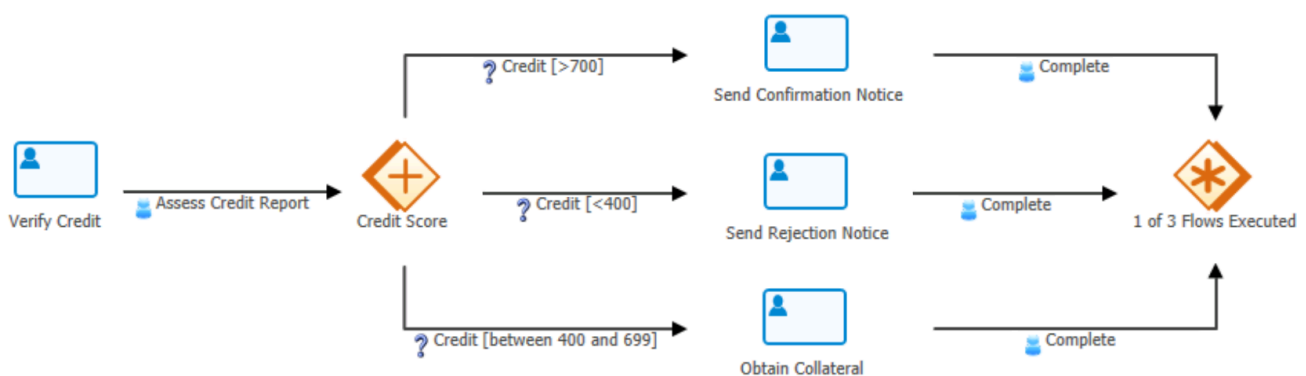 Credit [>700]
Send Confirmation Notice
Complete
Verify Credit
Assess Credit Report
Credit Score
Credit [<400]
Send Rejection Notice
Complete
1 of 3 Flows Executed
Credit [between 400 and 699]
Obtain Collateral
Complete